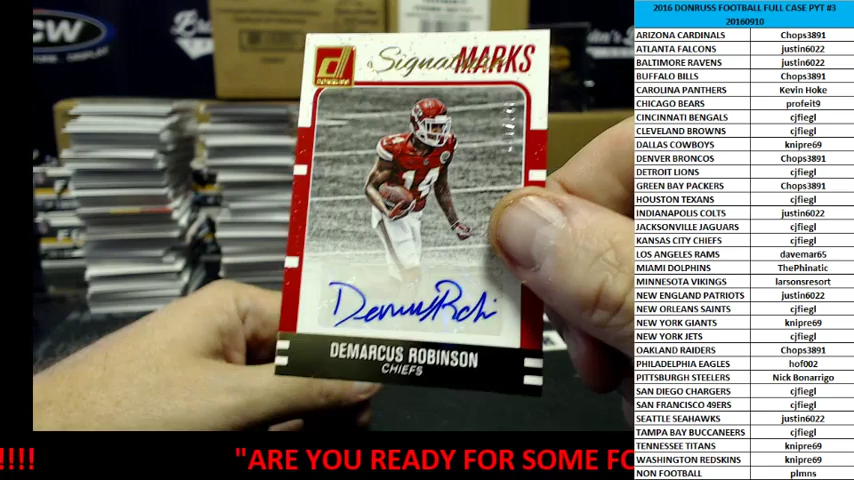 CW
Signature MARKS
DONRUSS
14
DEMARCUS ROBINSON
CHIEFS
!!!! "ARE YOU READY FOR SOME FO
2016 DONRUSS FOOTBALL FULL CASE PYT #3
20160910
ARIZONA CARDINALS Chops3891
ATLANTA FALCONS justin6022
BALTIMORE RAVENS justin6022
BUFFALO BILLS Chops3891
CAROLINA PANTHERS Kevin Hoke
CHICAGO BEARS profeit9
CINCINNATI BENGALS cjfiegl
CLEVELAND BROWNS cjfiegl
DALLAS COWBOYS knipre69
DENVER BRONCOS Chops3891
DETROIT LIONS cjfiegl
GREEN BAY PACKERS Chops3891
HOUSTON TEXANS cjfiegl
INDIANAPOLIS COLTS justin6022
JACKSONVILLE JAGUARS cjfiegl
KANSAS CITY CHIEFS cjfiegl
LOS ANGELES RAMS davemar65
MIAMI DOLPHINS ThePhinatic
MINNESOTA VIKINGS larsonsresort
NEW ENGLAND PATRIOTS justin6022
NEW ORLEANS SAINTS cjfiegl
NEW YORK GIANTS knipre69
NEW YORK JETS cjfiegl
OAKLAND RAIDERS Chops3891
PHILADELPHIA EAGLES hof002
PITTSBURGH STEELERS Nick Bonarrigo
SAN DIEGO CHARGERS cjfiegl
SAN FRANCISCO 49ERS cjfiegl
SEATTLE SEAHAWKS justin6022
TAMPA BAY BUCCANEERS cjfiegl
TENNESSEE TITANS knipre69
WASHINGTON REDSKINS knipre69
NON FOOTBALL plmns